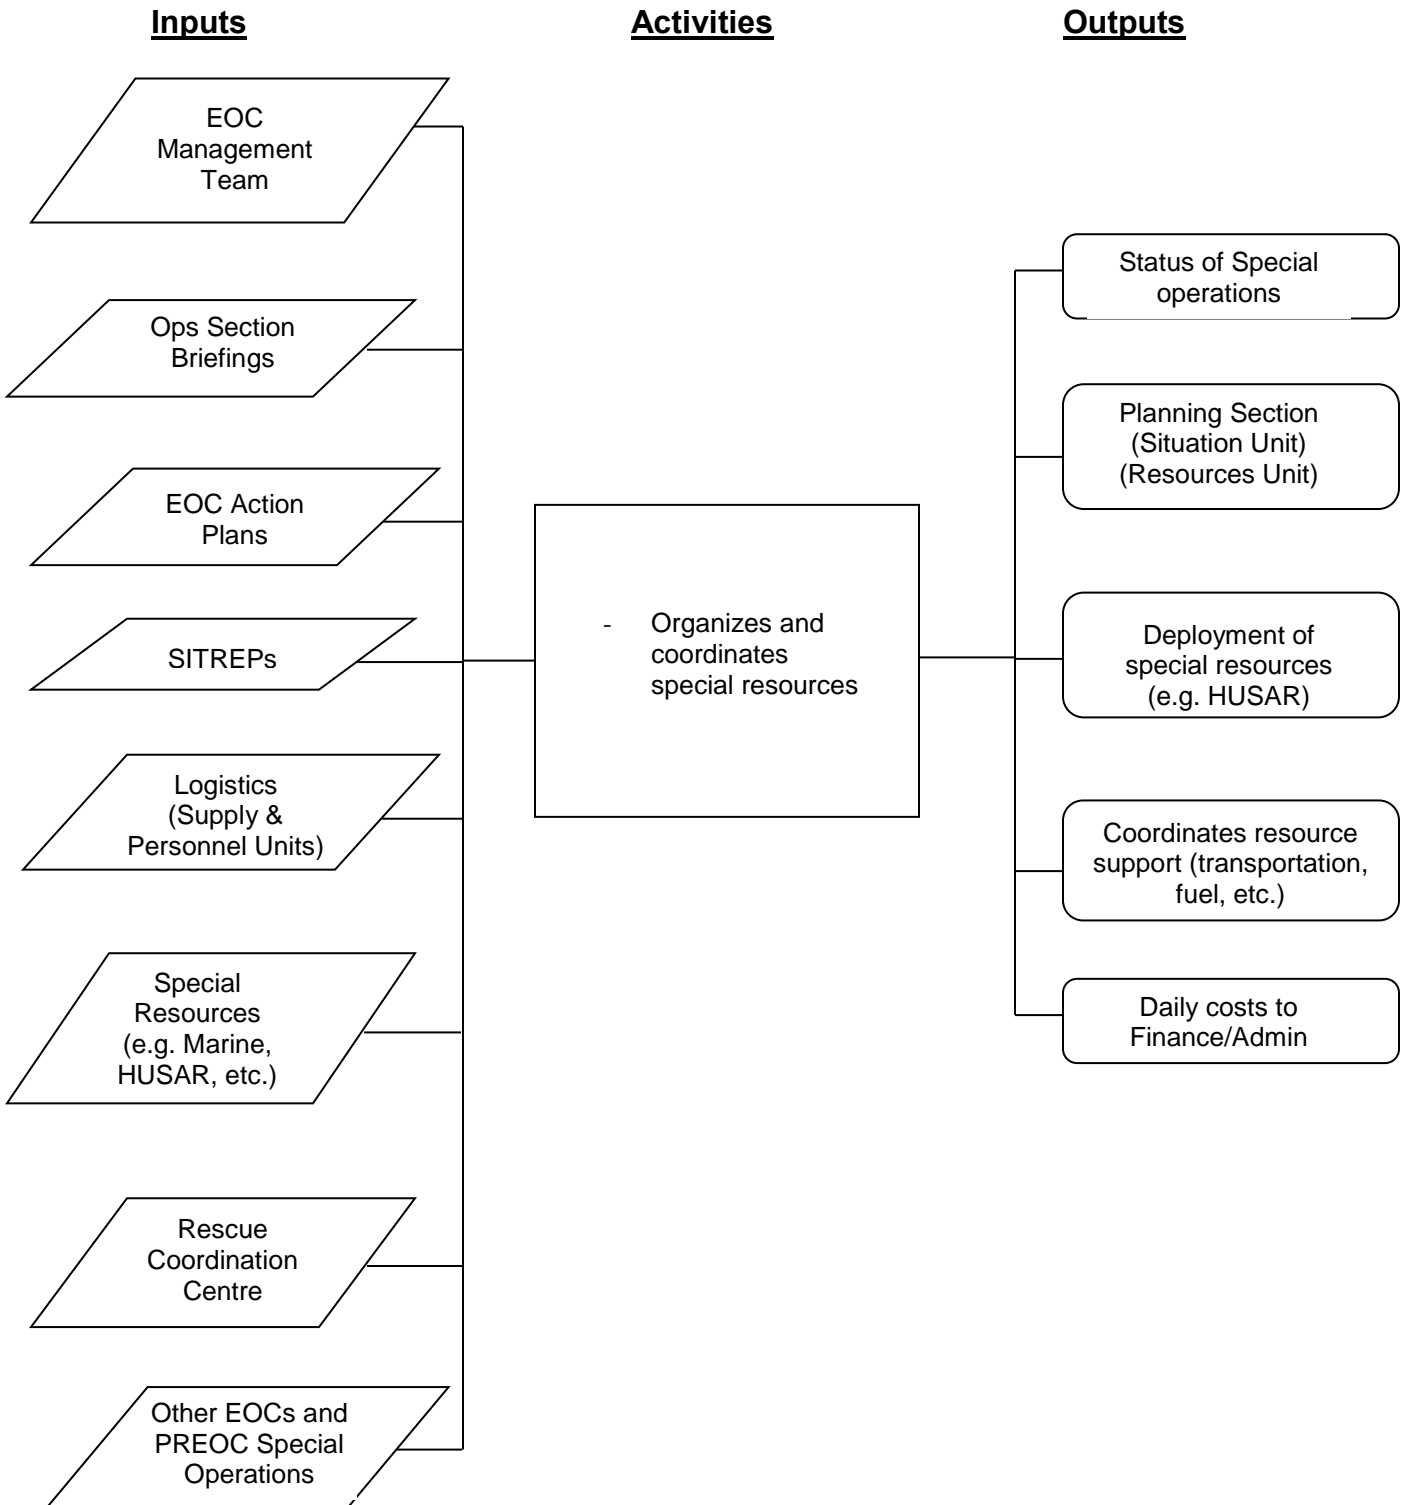 Inputs
Activities
Outputs
EOC
Management
Team
Ops Section
Briefings
EOC Action
Plans
SITREPs
Logistics
(Supply &
Personnel Units)
Special
Resources
(e.g. Marine,
HUSAR, etc.)
Rescue
Coordination
Centre
Other EOCs and
PREOC Special
Operations
- Organizes and
coordinates
special resources
Status of Special
operations
Planning Section
(Situation Unit)
(Resources Unit)
Deployment of
special resources
(e.g. HUSAR)
Coordinates resource
support (transportation,
fuel, etc.)
Daily costs to
Finance/Admin